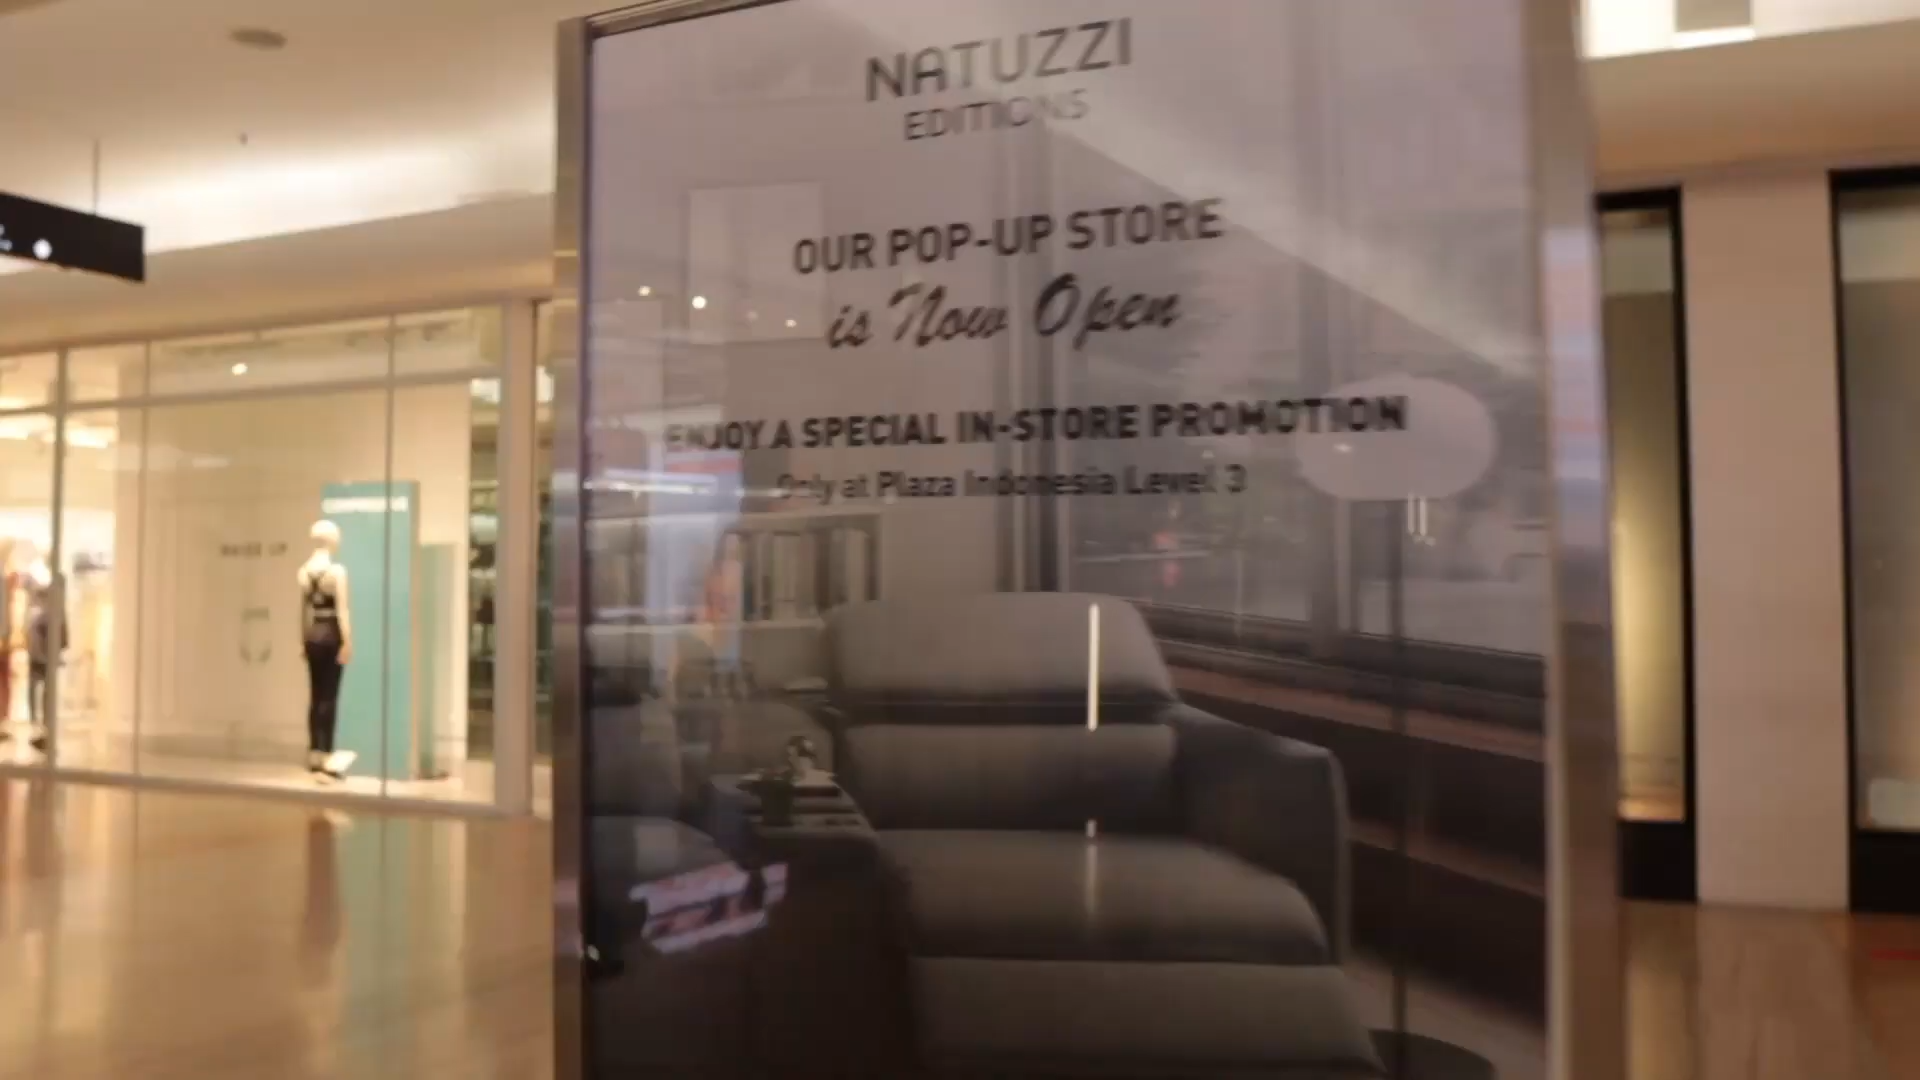 NATUZZI
EDITIONS
OUR POP-UP STORE
is Now Open
ENJOY A SPECIAL IN-STORE PROMOTION
Only at Plaza Indonesia Level 3